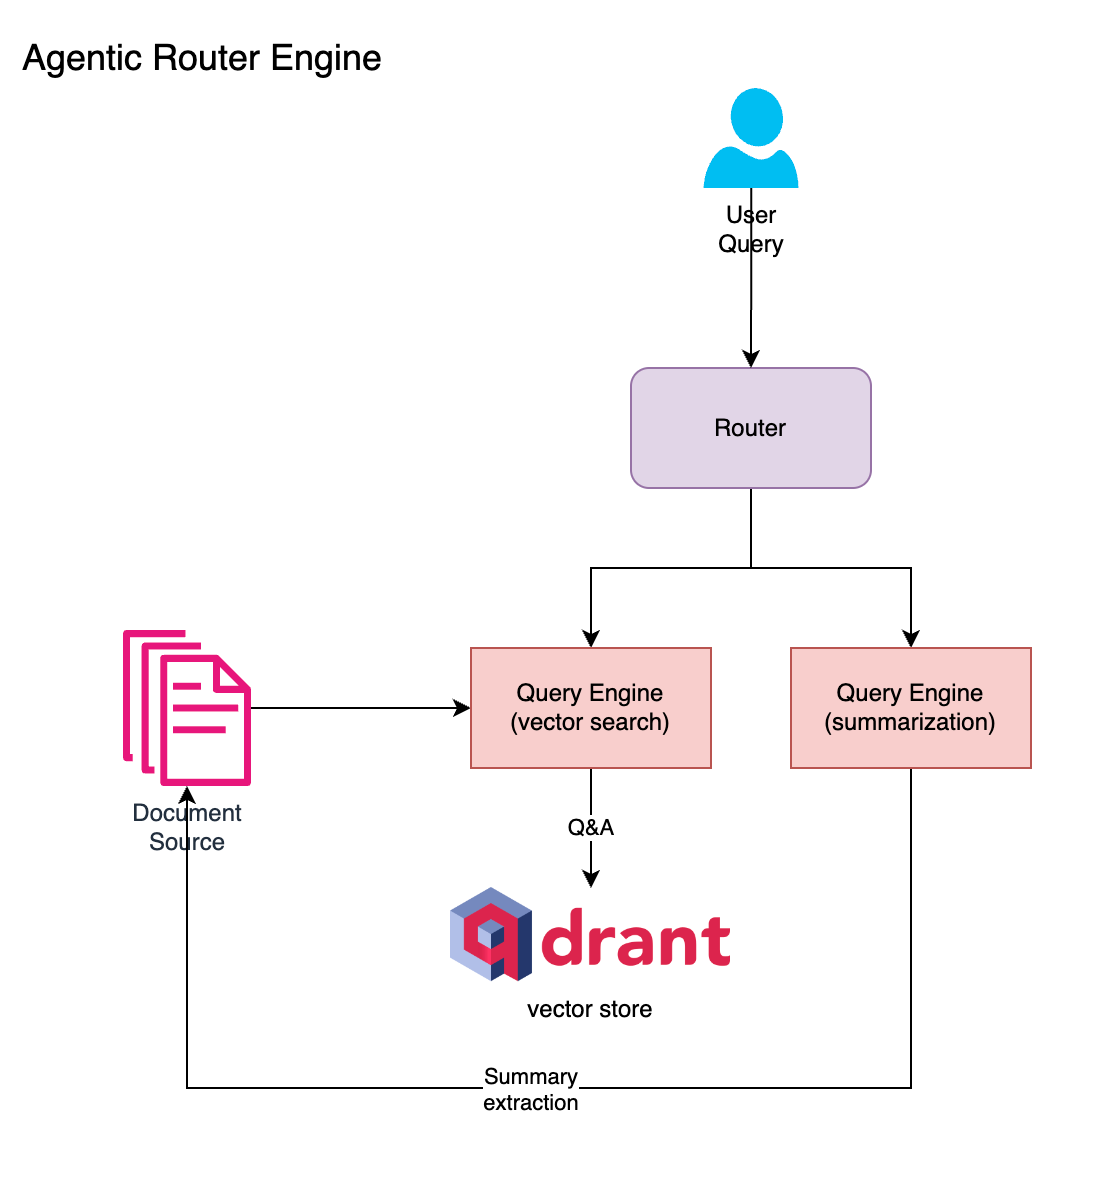 Agentic Router Engine
User
Query
Router
Query Engine
(vector search)
Query Engine
(summarization)
Document
Source
Q&A
qdrant
vector store
Summary
extraction